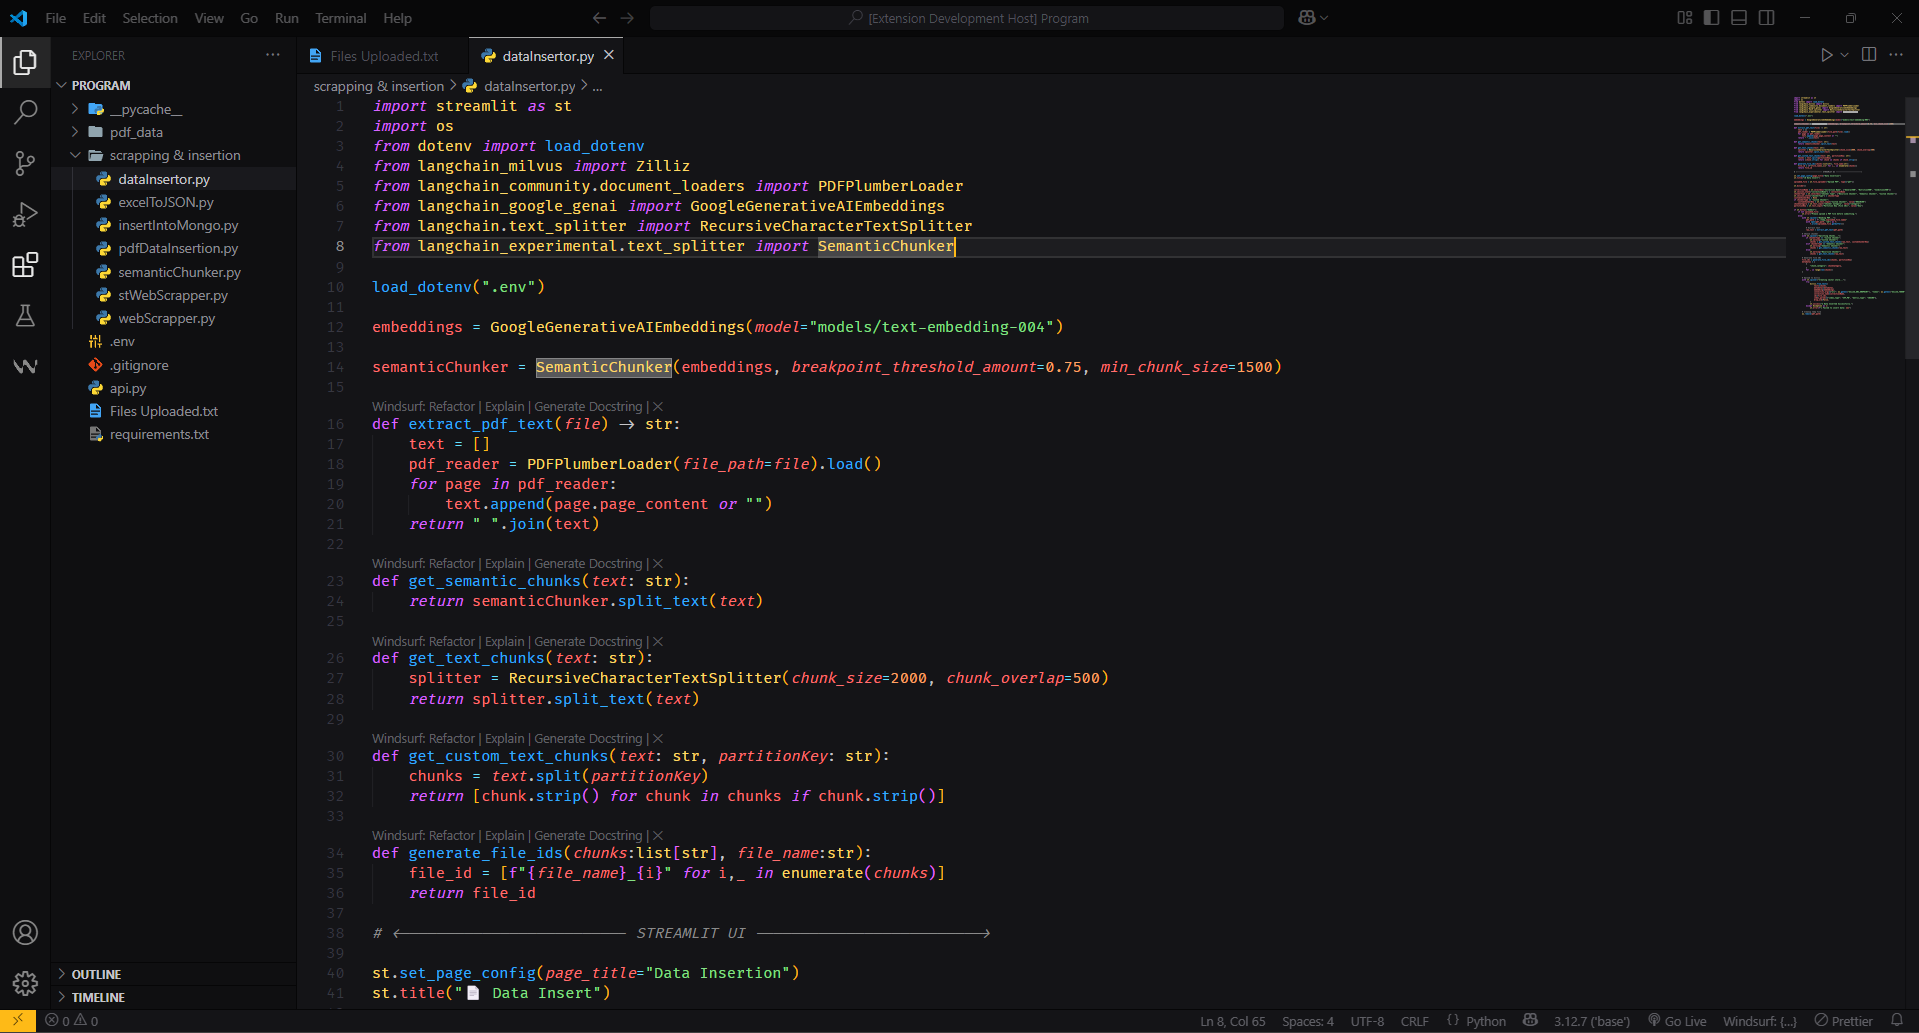 File Edit Selection View Go Run Terminal Help
[Extension Development Host] Program
EXPLORER
PROGRAM
__pycache__
pdf_data
scrapping & insertion
dataInsertor.py
excelToJSON.py
insertIntoMongo.py
pdfDataInsertion.py
semanticChunker.py
stWebScrapper.py
webScrapper.py
.env
.gitignore
api.py
Files Uploaded.txt
requirements.txt
OUTLINE
TIMELINE
Files Uploaded.txt
dataInsertor.py
scrapping & insertion > dataInsertor.py > ...
1 import streamlit as st
2 import os
3 from dotenv import load_dotenv
4 from langchain_milvus import Zilliz
5 from langchain_community.document_loaders import PDFPlumberLoader
6 from langchain_google_genai import GoogleGenerativeAIEmbeddings
7 from langchain.text_splitter import RecursiveCharacterTextSplitter
8 from langchain_experimental.text_splitter import SemanticChunker
9
10 load_dotenv(".env")
11
12 embeddings = GoogleGenerativeAIEmbeddings(model="models/text-embedding-004")
13
14 semanticChunker = SemanticChunker(embeddings, breakpoint_threshold_amount=0.75, min_chunk_size=1500)
15
Windsurf: Refactor | Explain | Generate Docstring | ×
16 def extract_pdf_text(file) -> str:
17 text = []
18 pdf_reader = PDFPlumberLoader(file_path=file).load()
19 for page in pdf_reader:
20 text.append(page.page_content or "")
21 return " ".join(text)
22
Windsurf: Refactor | Explain | Generate Docstring | ×
23 def get_semantic_chunks(text: str):
24 return semanticChunker.split_text(text)
25
Windsurf: Refactor | Explain | Generate Docstring | ×
26 def get_text_chunks(text: str):
27 splitter = RecursiveCharacterTextSplitter(chunk_size=2000, chunk_overlap=500)
28 return splitter.split_text(text)
29
Windsurf: Refactor | Explain | Generate Docstring | ×
30 def get_custom_text_chunks(text: str, partitionKey: str):
31 chunks = text.split(partitionKey)
32 return [chunk.strip() for chunk in chunks if chunk.strip()]
33
Windsurf: Refactor | Explain | Generate Docstring | ×
34 def generate_file_ids(chunks:list[str], file_name:str):
35 file_id = [f"{file_name}_{i}" for i,_ in enumerate(chunks)]
36 return file_id
37
38 # <-------------------------- STREAMLIT UI -------------------------->
39
40 st.set_page_config(page_title="Data Insertion")
41 st.title("📄 Data Insert")
0 0
Ln 8, Col 65 Spaces: 4 UTF-8 CRLF {} Python 3.12.7 ('base') Go Live Windsurf: {...} Prettier